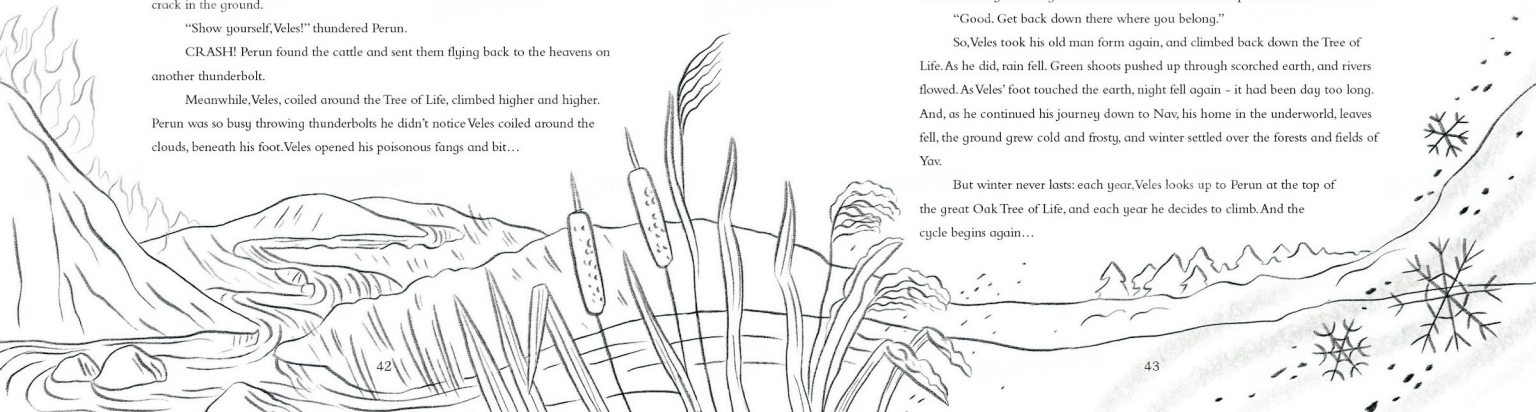 crack in the ground.
“Show yourself, Veles!” thundered Perun.
CRASH! Perun found the cattle and sent them flying back to the heavens on
another thunderbolt.
Meanwhile, Veles, coiled around the Tree of Life, climbed higher and higher.
Perun was so busy throwing thunderbolts he didn’t notice Veles coiled around the
clouds, beneath his foot. Veles opened his poisonous fangs and bit…
42
“Good. Get back down there where you belong.”
So, Veles took his old man form again, and climbed back down the Tree of
Life. As he did, rain fell. Green shoots pushed up through scorched earth, and rivers
flowed. As Veles’ foot touched the earth, night fell again – it had been day too long.
And, as he continued his journey down to Nav, his home in the underworld, leaves
fell, the ground grew cold and frosty, and winter settled over the forests and fields of
Yav.
But winter never lasts: each year, Veles looks up to Perun at the top of
the great Oak Tree of Life, and each year he decides to climb. And the
cycle begins again…
43